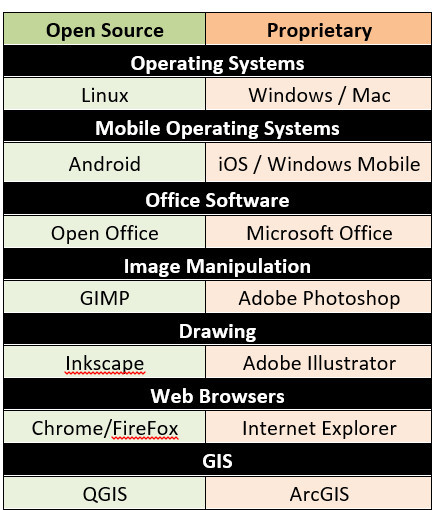 Open Source Proprietary
Operating Systems
Linux Windows / Mac
Mobile Operating Systems
Android iOS / Windows Mobile
Office Software
Open Office Microsoft Office
Image Manipulation
GIMP Adobe Photoshop
Drawing
Inkscape Adobe Illustrator
Web Browsers
Chrome/FireFox Internet Explorer
GIS
QGIS ArcGIS